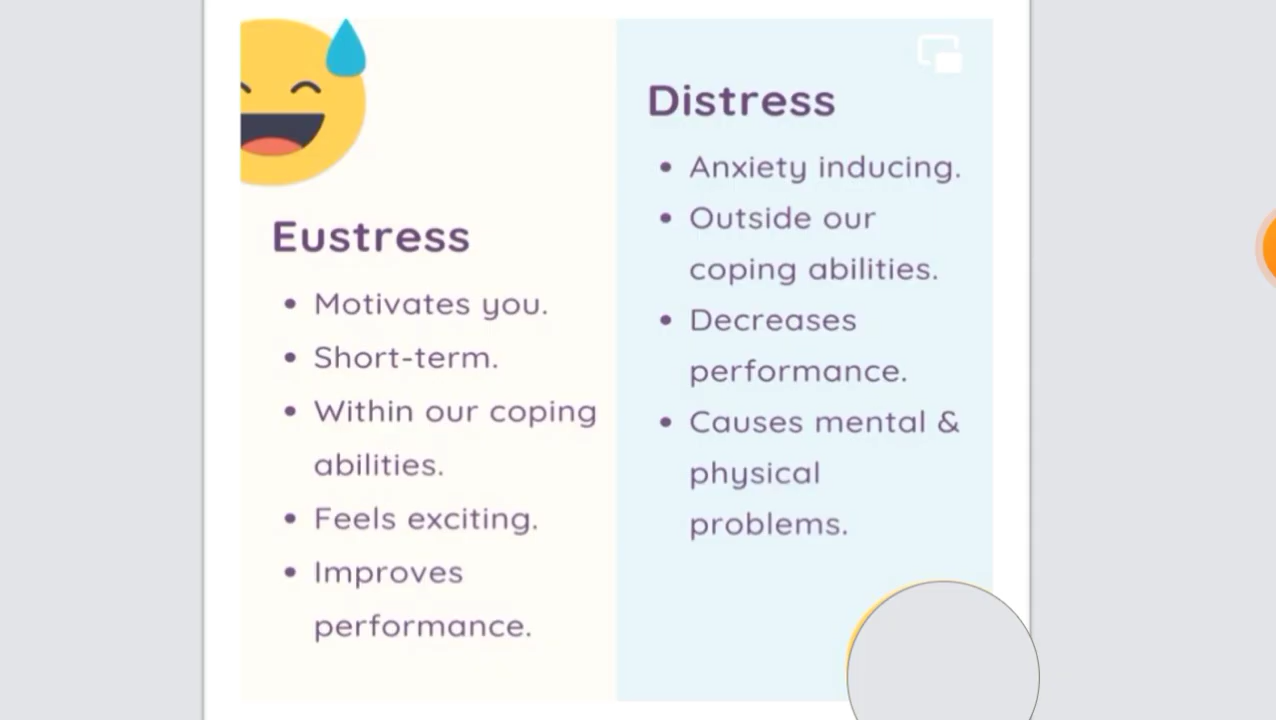 Eustress
• Motivates you.
• Short-term.
• Within our coping
abilities.
• Feels exciting.
• Improves
performance.
Distress
• Anxiety inducing.
• Outside our
coping abilities.
• Decreases
performance.
• Causes mental &
physical
problems.